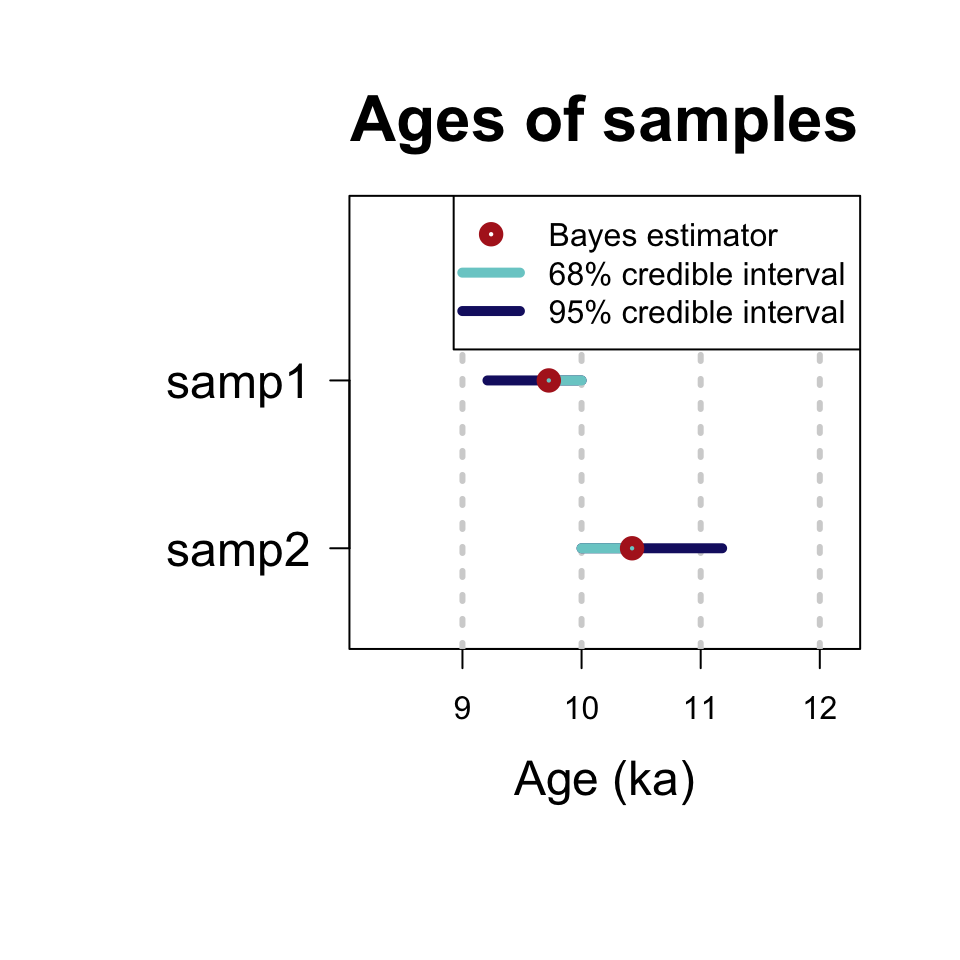 Ages of samples
Bayes estimator
68% credible interval
95% credible interval
samp1
samp2
9 10 11 12
Age (ka)